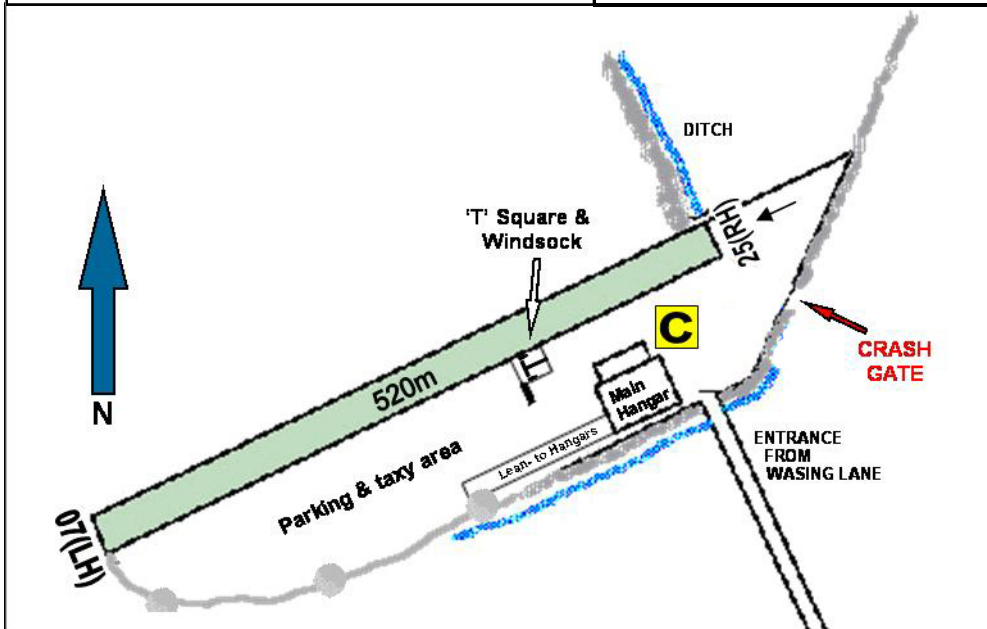 DITCH
'T' Square &
Windsock
25(RH)
C
N
520m
CRASH
GATE
Main
Hangar
Lean- to Hangars
ENTRANCE
FROM
WASING LANE
Parking & taxy area
07(LH)
T